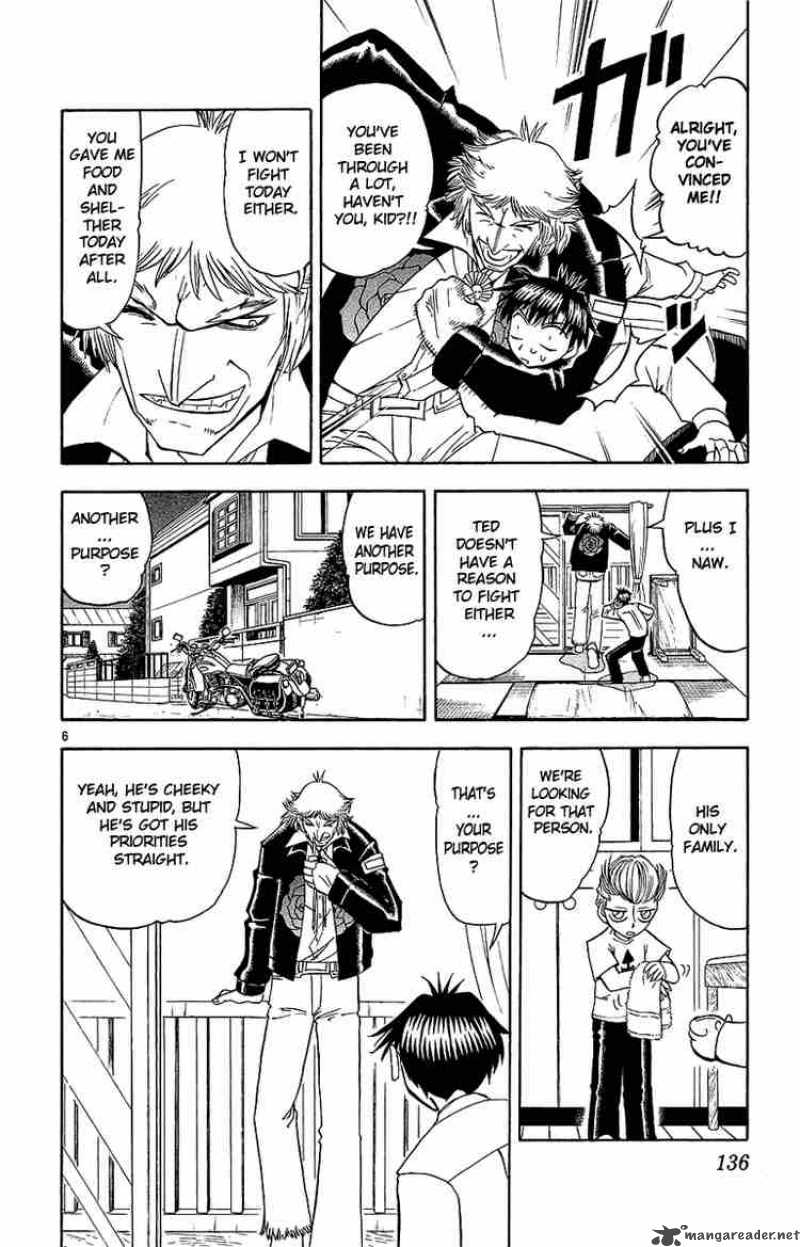 ALRIGHT,
YOU'VE
CON-
VINCED
ME!!
ガ
YOU'VE
BEEN
THROUGH
A LOT,
HAVEN'T
YOU, KID?!!
I WON'T
FIGHT
TODAY
EITHER.
YOU
GAVE ME
FOOD
AND
SHEL-
THER
TODAY
AFTER
ALL.
PLUS I
...
NAW.
TED
DOESN'T
HAVE A
REASON
TO FIGHT
EITHER
...
WE HAVE
ANOTHER
PURPOSE.
ANOTHER
...
PURPOSE
?
6
HIS
ONLY
FAMILY.
WE'RE
LOOKING
FOR THAT
PERSON.
THAT'S
...
YOUR
PURPOSE
?
YEAH, HE'S CHEEKY
AND STUPID, BUT
HE'S GOT HIS
PRIORITIES
STRAIGHT.
136
mangareader.net